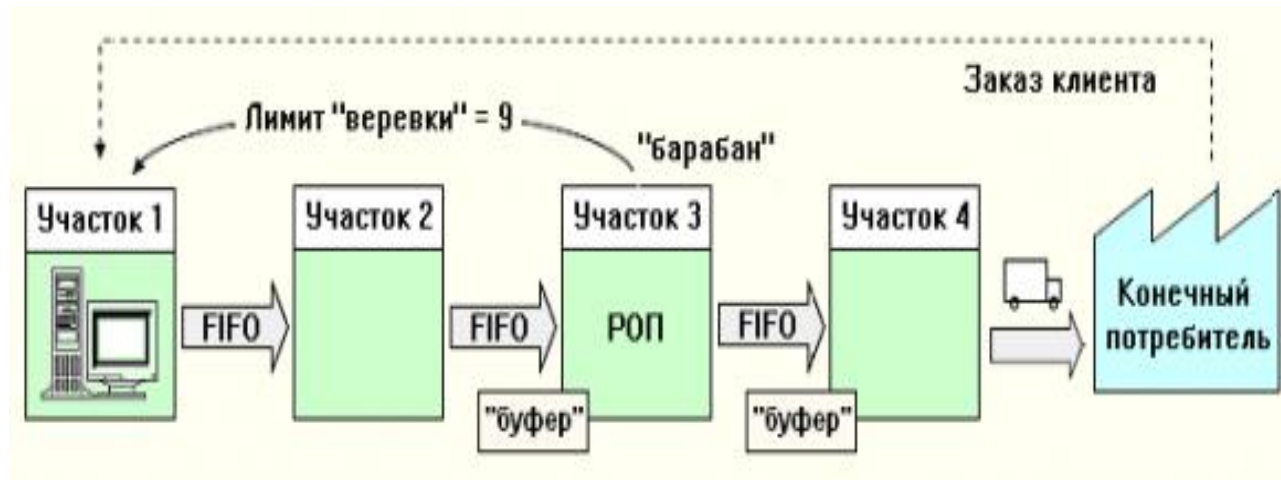 Заказ клиента
Лимит "веревки" = 9
"барабан"
Участок 1
Участок 2
Участок 3
Участок 4
FIFO
FIFO
РОП
FIFO
Конечный
потребитель
"буфер"
"буфер"